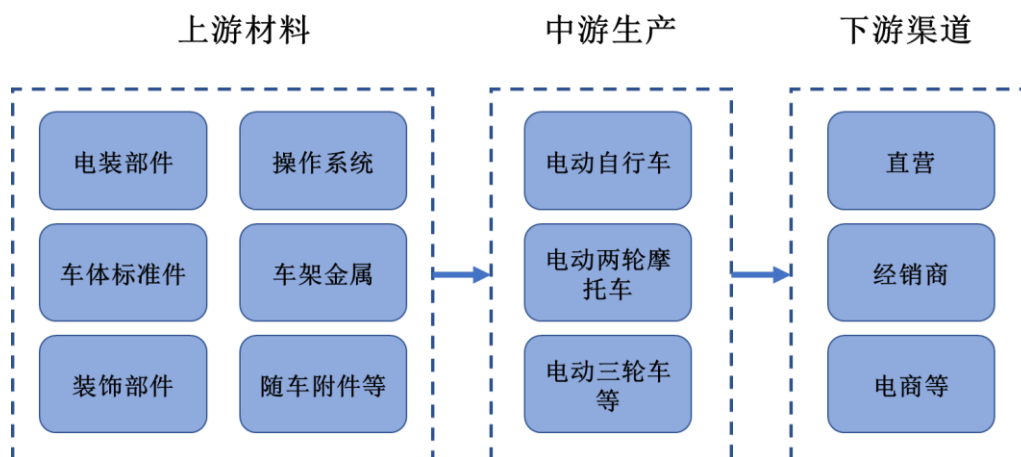 上游材料
中游生产
下游渠道
电装部件
操作系统
车体标准件
车架金属
装饰部件
随车附件等
电动自行车
电动两轮摩
托车
电动三轮车
等
直营
经销商
电商等